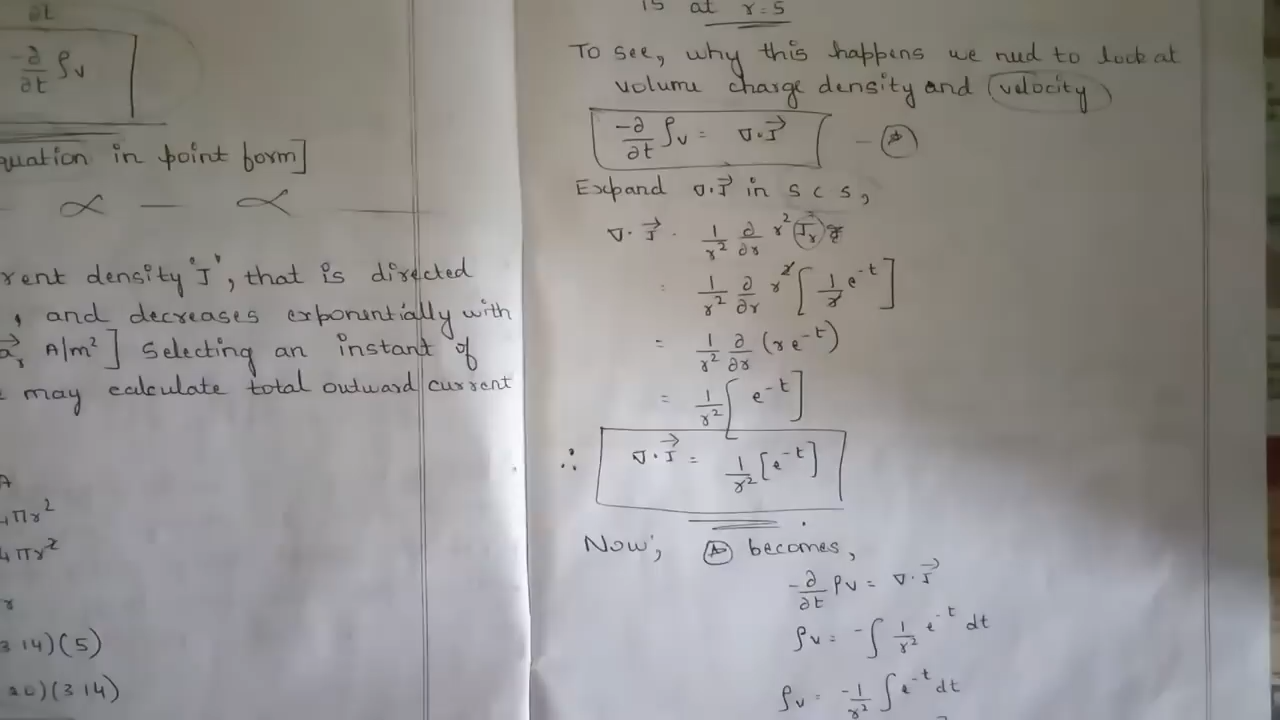 ∂t
-∂/∂t ρv
quation in point form]
∝ — ∝
rent density 'J', that is directed
, and decreases exponentially with
a⃗r, A/m²] Selecting an instant of
may calculate total outward current
A
4πr²
4πr²
r
3 14)(5)
20)(3 14)
is at r=5
To see, why this happens we need to look at
volume charge density and velocity
-∂/∂t ρv = ∇·J⃗ — Ⓐ
Expand ∇·J⃗ in S C S,
∇·J⃗ . 1/r² ∂/∂r r² Jr
= 1/r² ∂/∂r r² [1/r e^-t]
= 1/r² ∂/∂r (r e^-t)
= 1/r² [e^-t]
∴ ∇·J⃗ = 1/r² [e^-t]
Now, Ⓐ becomes,
-∂/∂t ρv = ∇·J⃗
ρv = -∫ 1/r² e^-t dt
ρv = -1/r² ∫ e^-t dt